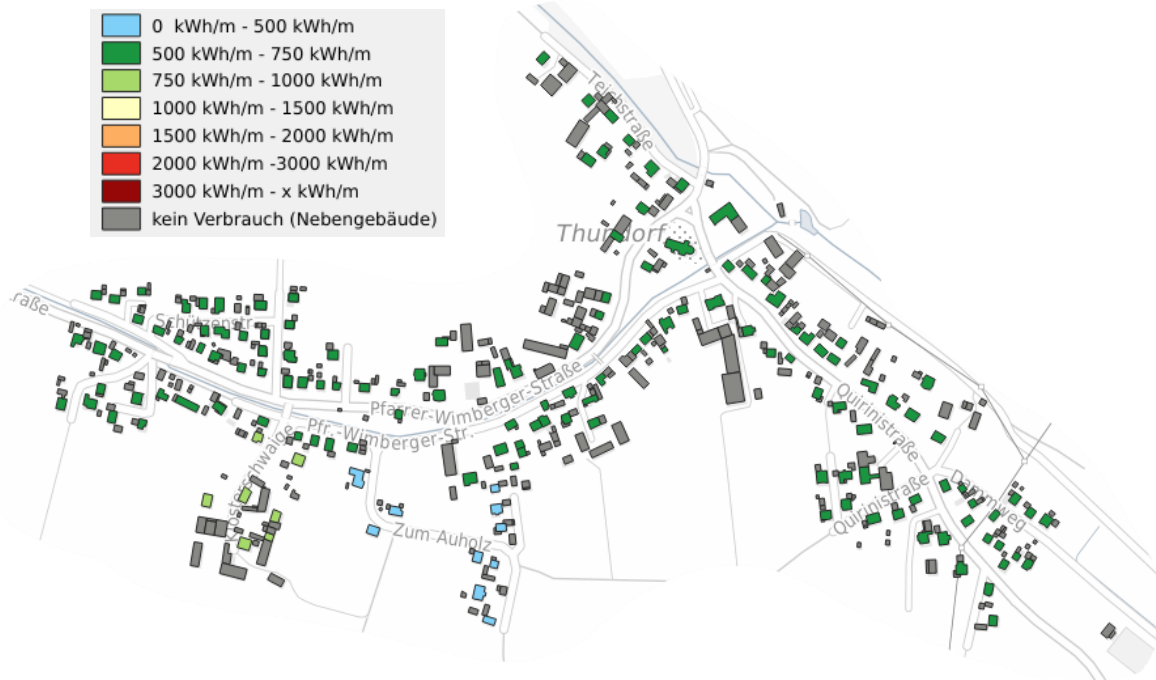 0 kWh/m - 500 kWh/m
500 kWh/m - 750 kWh/m
750 kWh/m - 1000 kWh/m
1000 kWh/m - 1500 kWh/m
1500 kWh/m - 2000 kWh/m
2000 kWh/m -3000 kWh/m
3000 kWh/m - x kWh/m
kein Verbrauch (Nebengebäude)
Teichstraße
Thundorf
raße
Schützenstr.
Pfarrer-Wimberger-Straße
Pfr.-Wimberger-Str.
Klosterschwaige
Zum Auholz
Quirinistraße
Quirinistraße
Dammweg